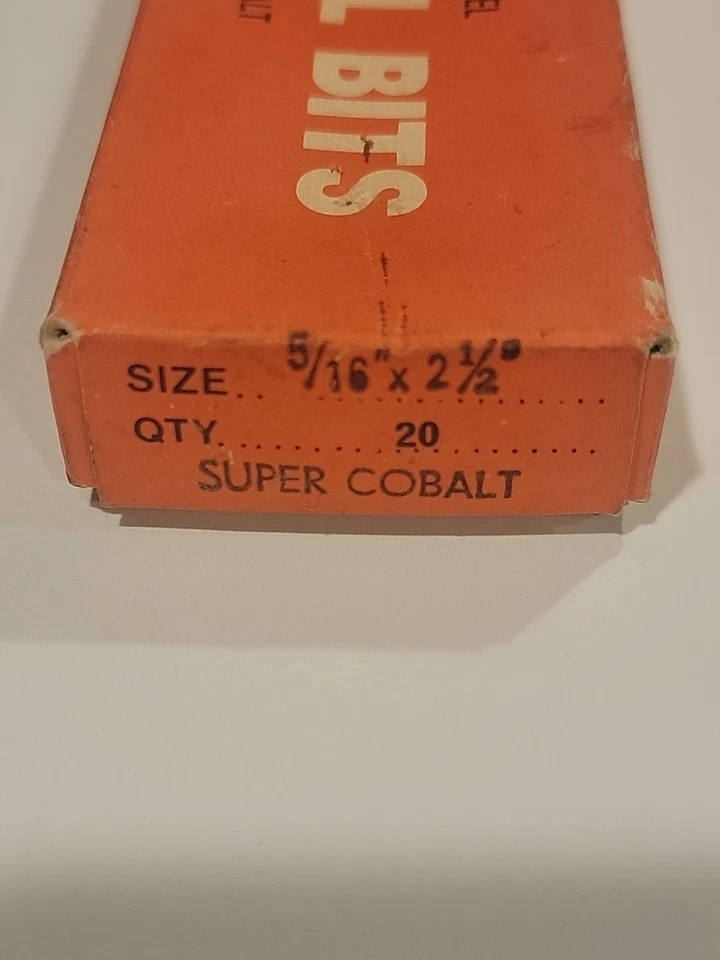 L BITS
SIZE.. 5/16" x 2 1/2"
QTY. 20
SUPER COBALT